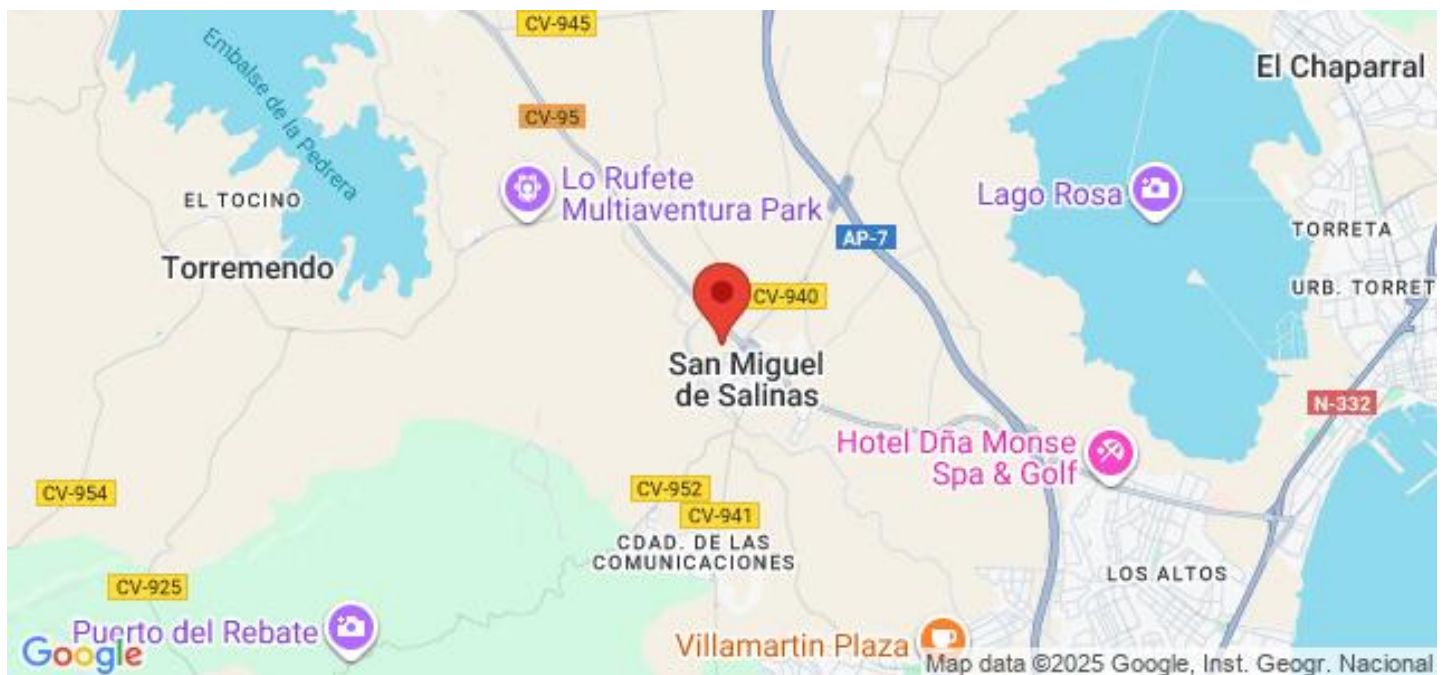 CV-945
El Chaparral
Embalse de la Pedrera
CV-95
Lo Rufete
Multiaventura Park
EL TOCINO
Lago Rosa
TORRETA
AP-7
Torremendo
CV-940
URB. TORRET
San Miguel
de Salinas
N-332
Hotel Dña Monse
Spa & Golf
CV-954
CV-952
CV-941
CDAD. DE LAS
COMUNICACIONES
LOS ALTOS
CV-925
Puerto del Rebate
Villamartin Plaza
Google
Map data ©2025 Google, Inst. Geogr. Nacional